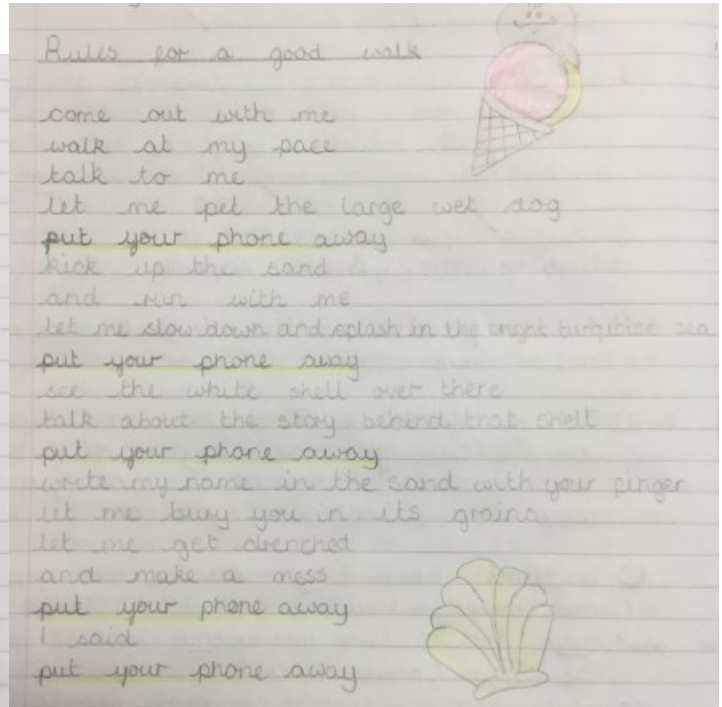 Rules for a good walk
come out with me
walk at my pace
talk to me
let me pet the large wet dog
put your phone away
kick up the sand
and run with me
let me slow down and splash in the bright turquoise sea
put your phone away
see the white shell over there
talk about the story behind that shell
put your phone away
write my name in the sand with your finger
let me bury you in its grains
let me get drenched
and make a mess
put your phone away
I said
put your phone away